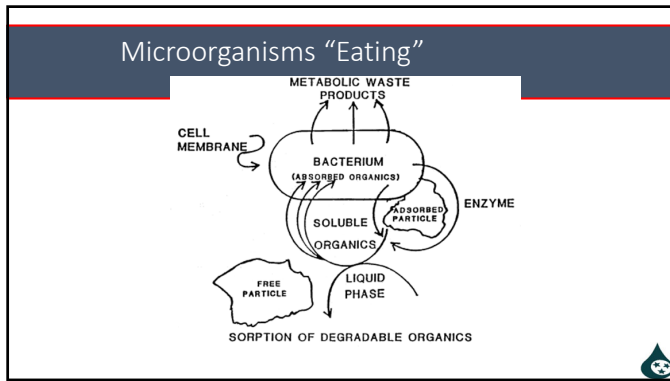 Microorganisms “Eating”
METABOLIC WASTE
PRODUCTS
CELL
MEMBRANE
BACTERIUM
(ABSORBED ORGANICS)
ENZYME
ADSORBED
PARTICLE
SOLUBLE
ORGANICS
FREE
PARTICLE
LIQUID
PHASE
SORPTION OF DEGRADABLE ORGANICS